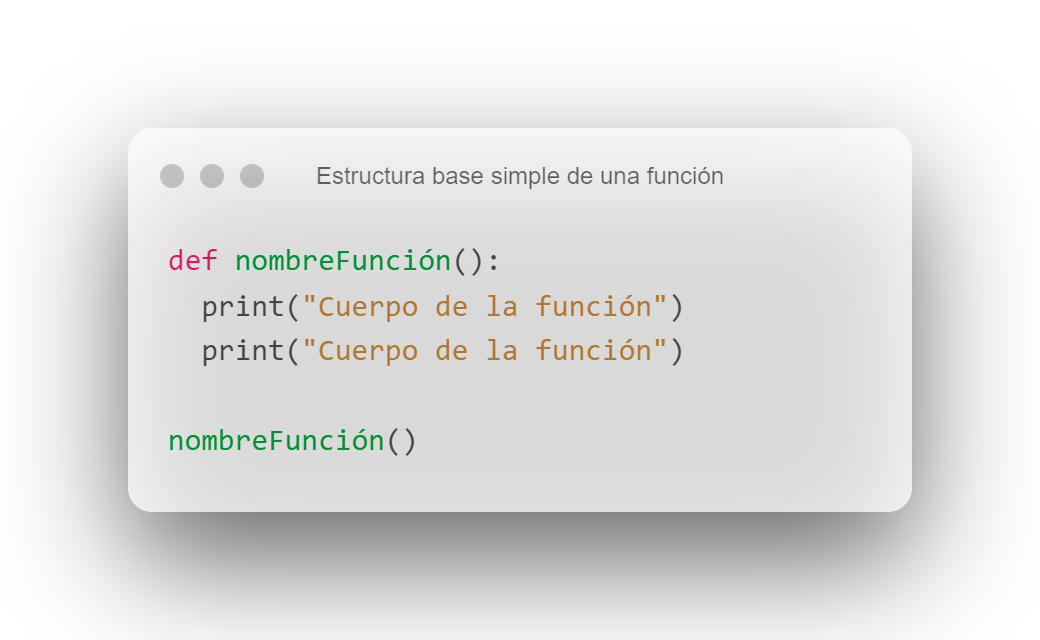 Estructura base simple de una función
def nombreFunción():
  print("Cuerpo de la función")
  print("Cuerpo de la función")
nombreFunción()